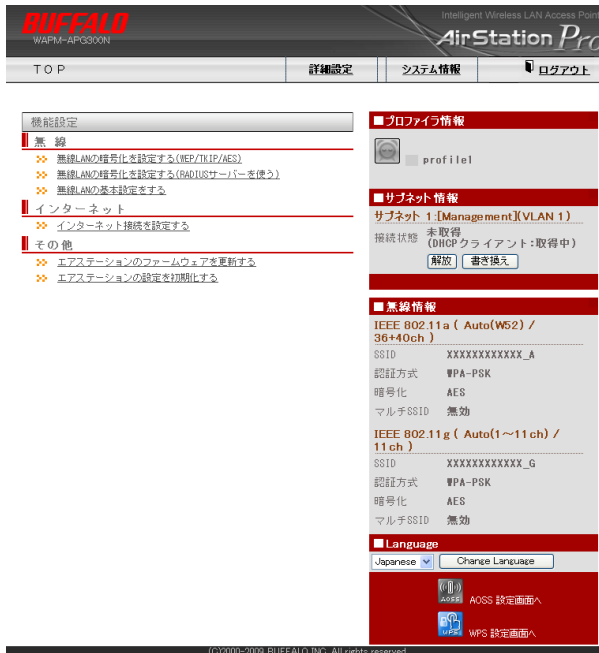 BUFFALO
WAPM-APG300N
Intelligent Wireless LAN Access Point
AirStation Pro
TOP
詳細設定
システム情報
ログアウト
機能設定
無 線
無線LANの暗号化を設定する(WEP/TKIP/AES)
無線LANの暗号化を設定する(RADIUSサーバーを使う)
無線LANの基本設定をする
インターネット
インターネット接続を設定する
その他
エアステーションのファームウェアを更新する
エアステーションの設定を初期化する
■プロファイラ情報
profile1
■サブネット情報
サブネット 1:[Management](VLAN 1)
接続状態 未取得
(DHCPクライアント:取得中)
解放 書き換え
■無線情報
IEEE 802.11a ( Auto(W52) /
36+40ch )
SSID XXXXXXXXXXXX_A
認証方式 WPA-PSK
暗号化 AES
マルチSSID 無効
IEEE 802.11g ( Auto(1～11ch) /
11ch )
SSID XXXXXXXXXXXX_G
認証方式 WPA-PSK
暗号化 AES
マルチSSID 無効
■Language
Japanese Change Language
AOSS AOSS 設定画面へ
WPS WPS 設定画面へ
(C)2000-2009 BUFFALO INC. All rights reserved